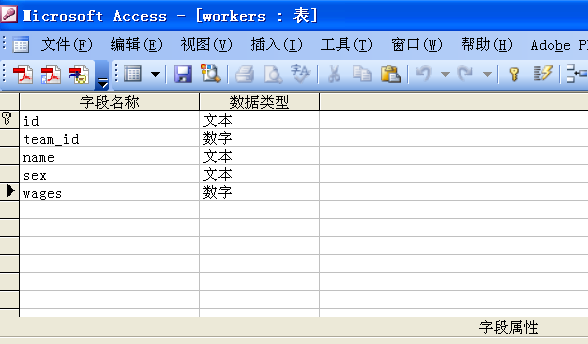 Microsoft Access - [workers : 表]
文件(F) 编辑(E) 视图(V) 插入(I) 工具(T) 窗口(W) 帮助(H) Adobe P
字段名称 数据类型
id 文本
team_id 数字
name 文本
sex 文本
wages 数字
字段属性